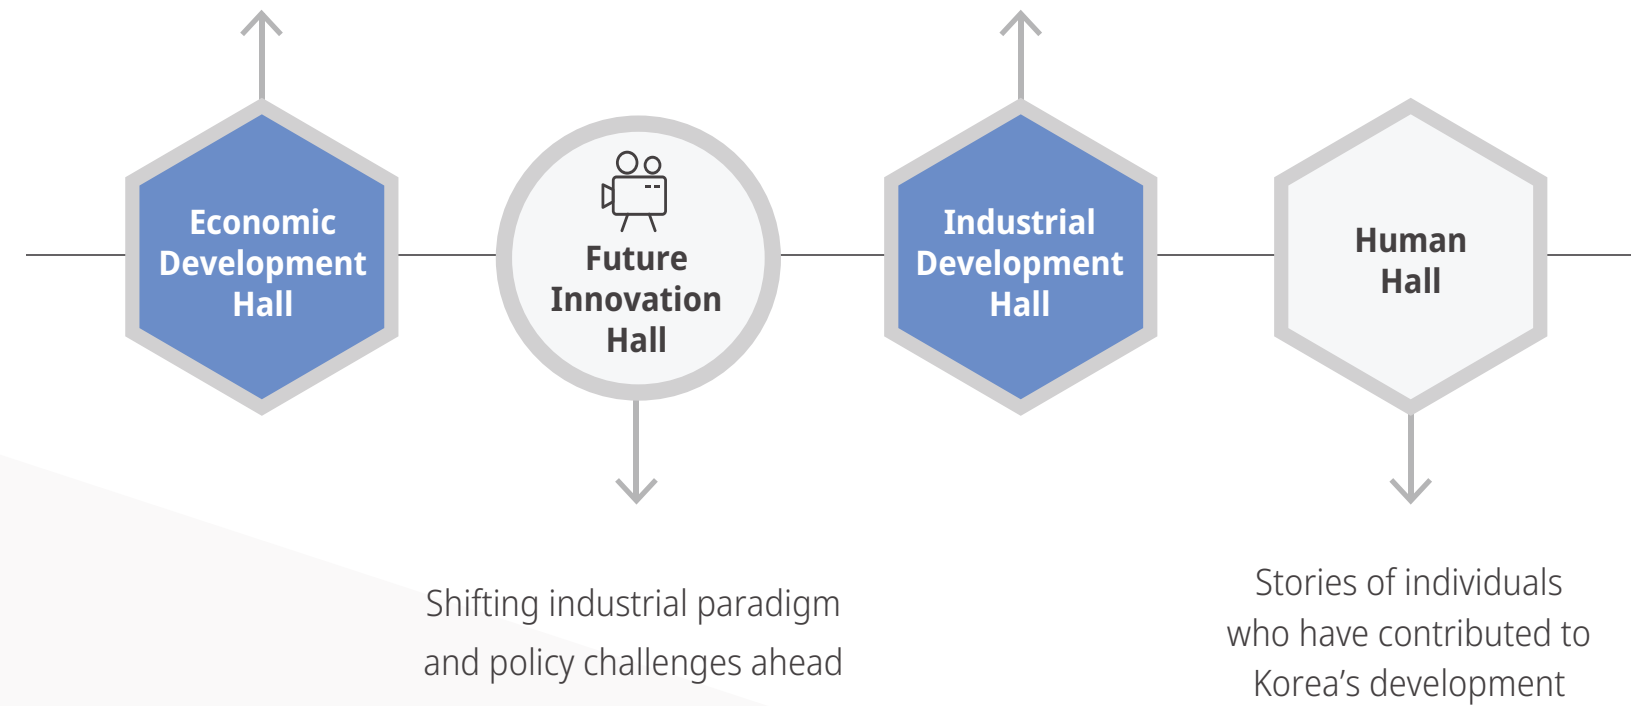 Economic
Development
Hall
Future
Innovation
Hall
Industrial
Development
Hall
Human
Hall
Shifting industrial paradigm
and policy challenges ahead
Stories of individuals
who have contributed to
Korea’s development